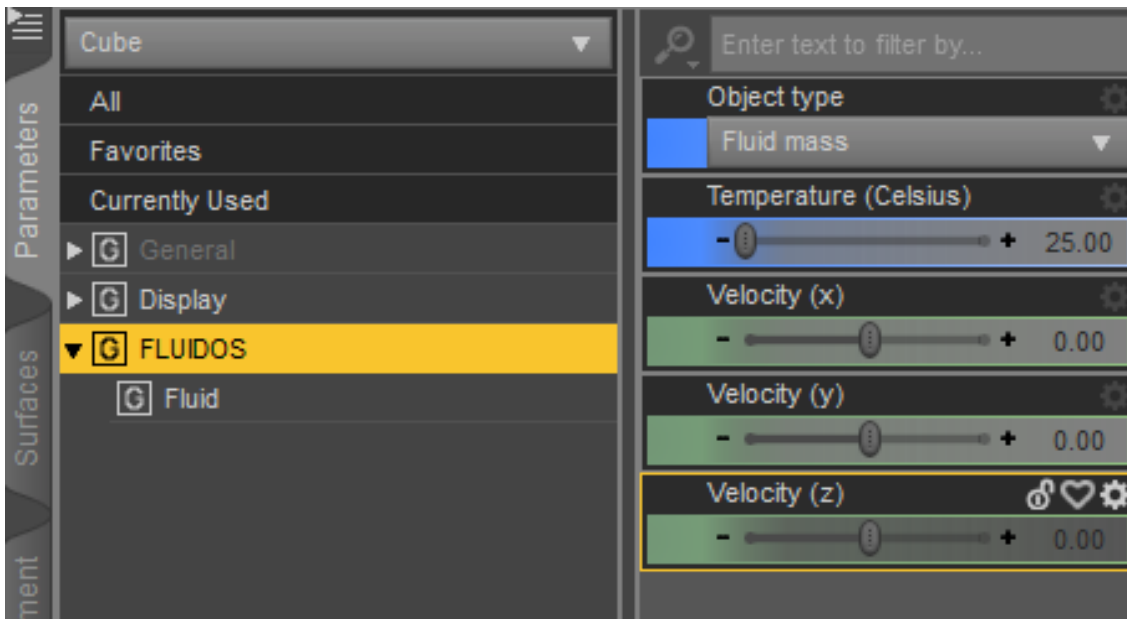 Parameters
Surfaces
Cube
All
Favorites
Currently Used
G General
G Display
G FLUIDOS
G Fluid
Enter text to filter by...
Object type
Fluid mass
Temperature (Celsius)
- + 25.00
Velocity (x)
- + 0.00
Velocity (y)
- + 0.00
Velocity (z)
- + 0.00